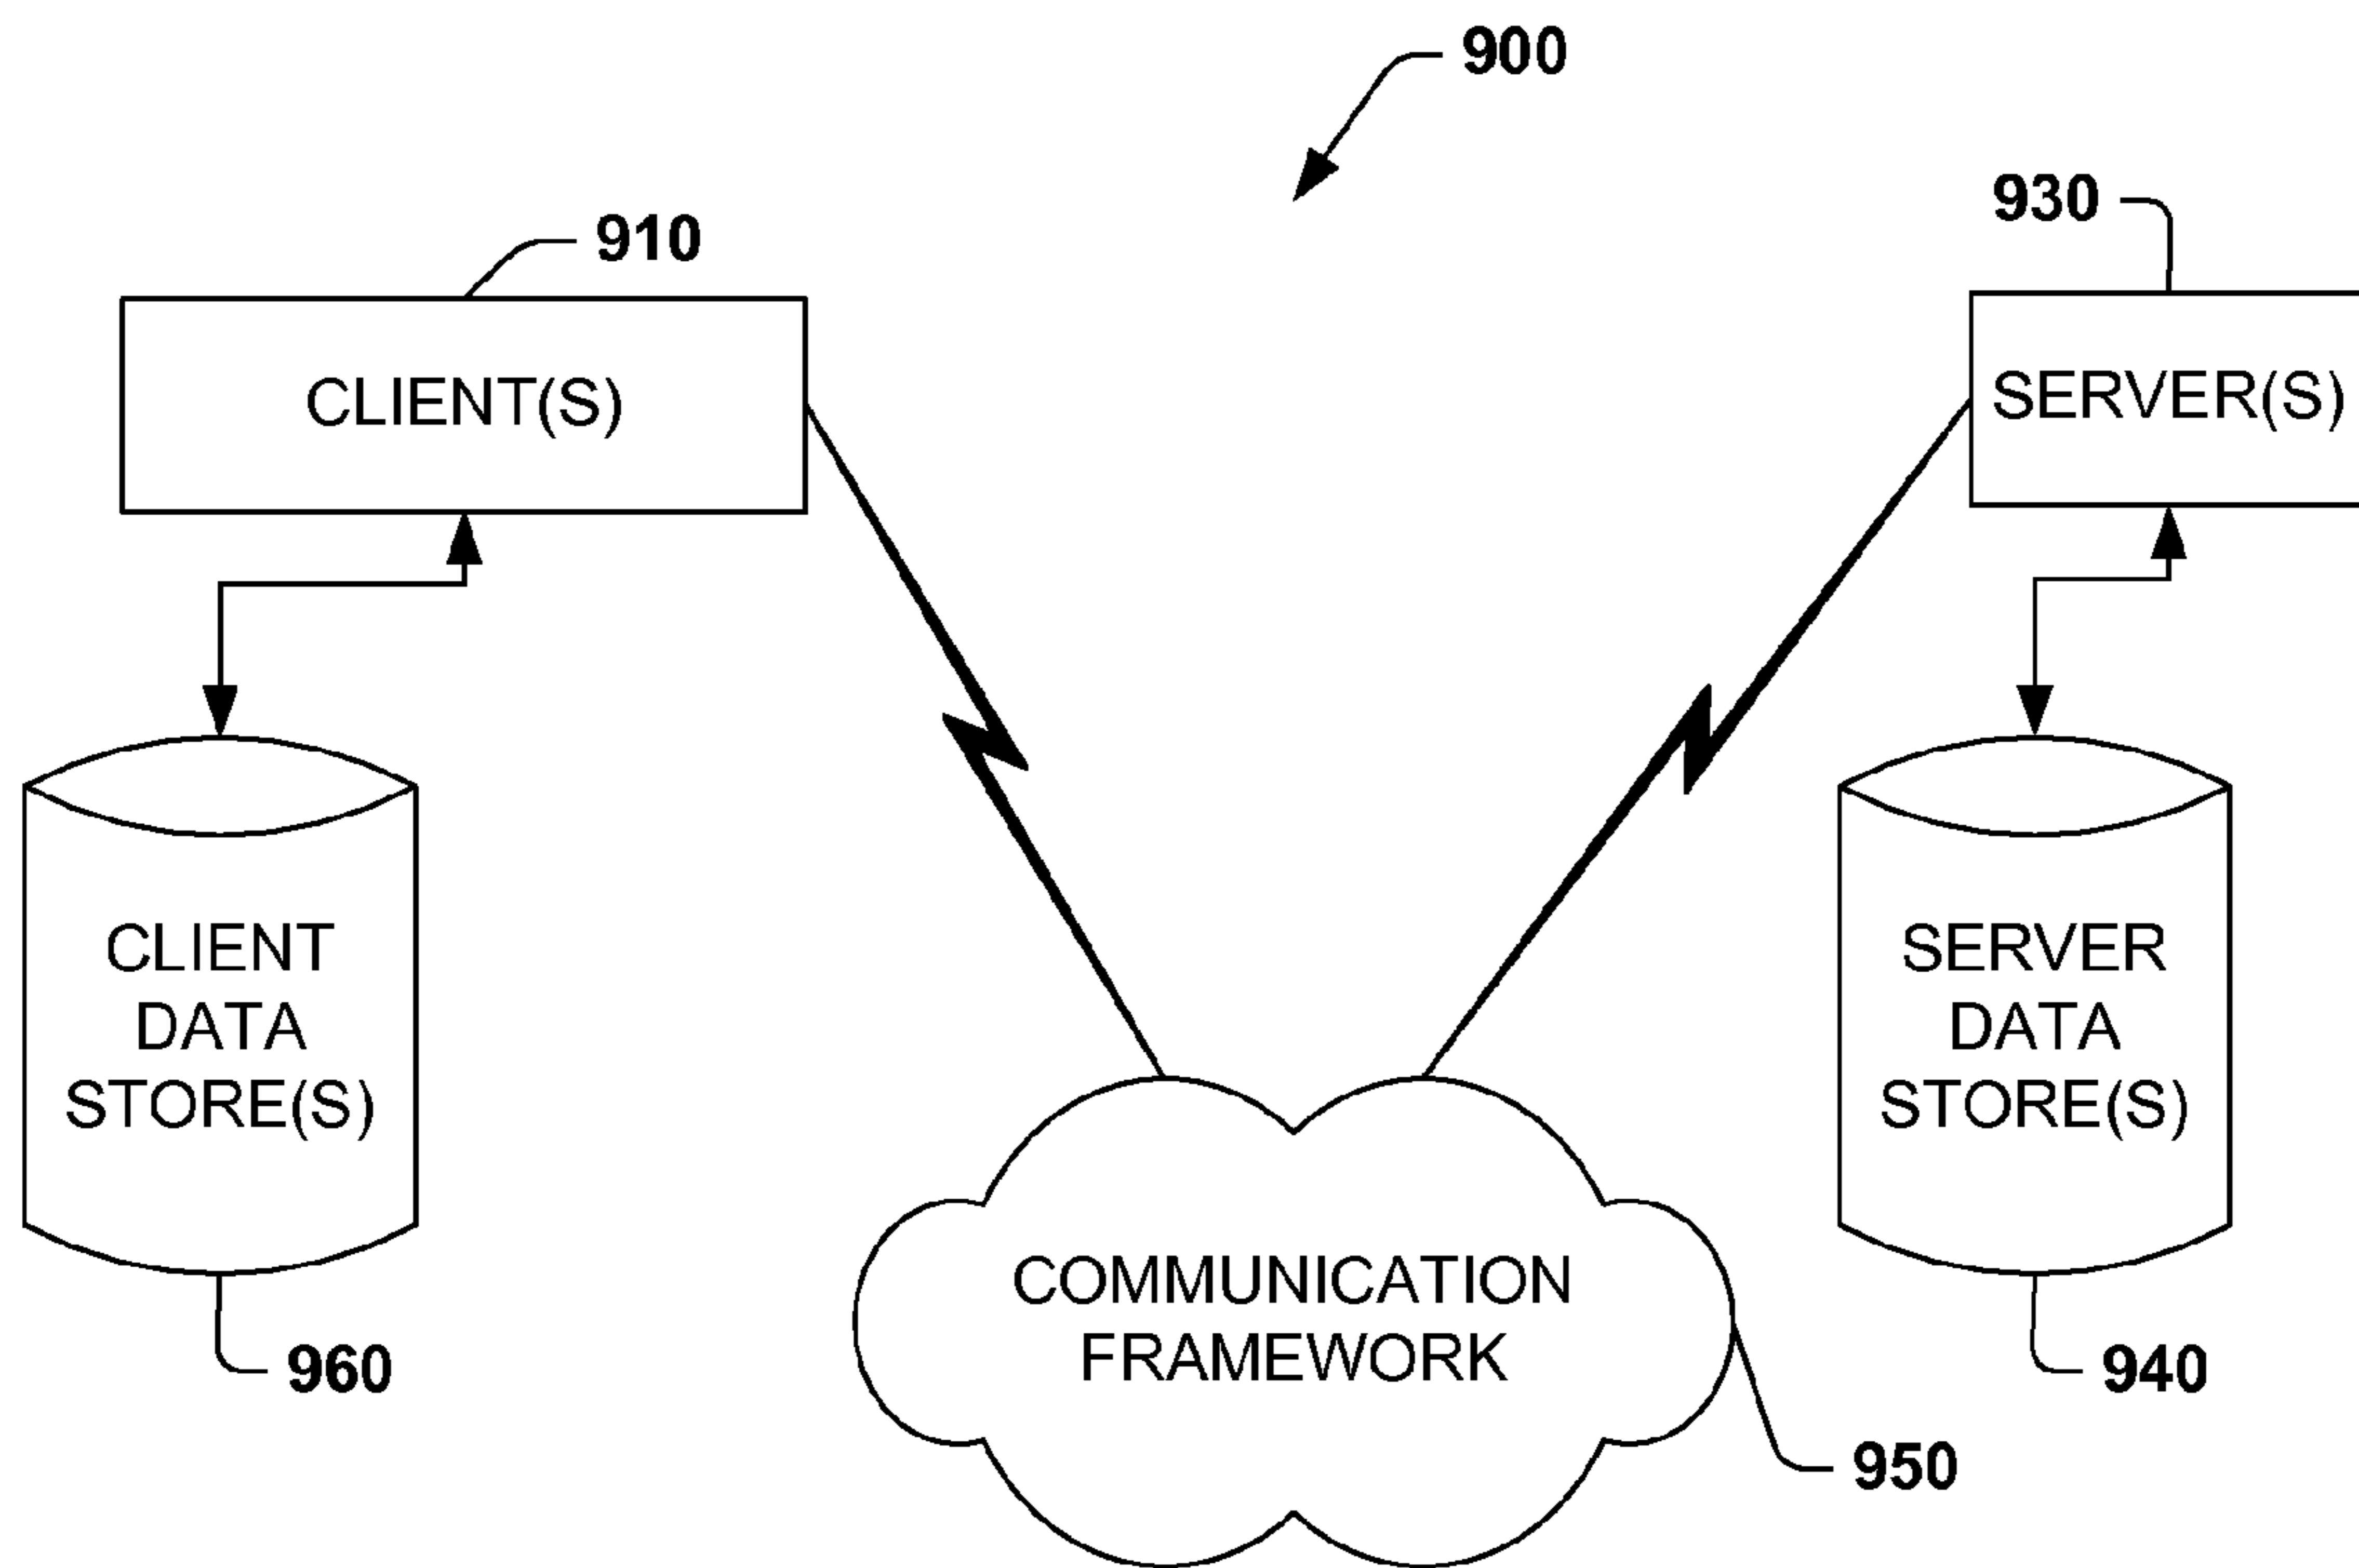 900
930
910
CLIENT(S)
SERVER(S)
CLIENT
DATA
STORE(S)
SERVER
DATA
STORE(S)
COMMUNICATION
FRAMEWORK
960
940
950